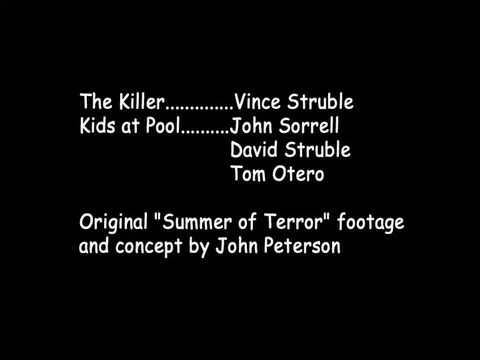 The Killer..............Vince Struble
Kids at Pool..........John Sorrell
David Struble
Tom Otero
Original "Summer of Terror" footage
and concept by John Peterson